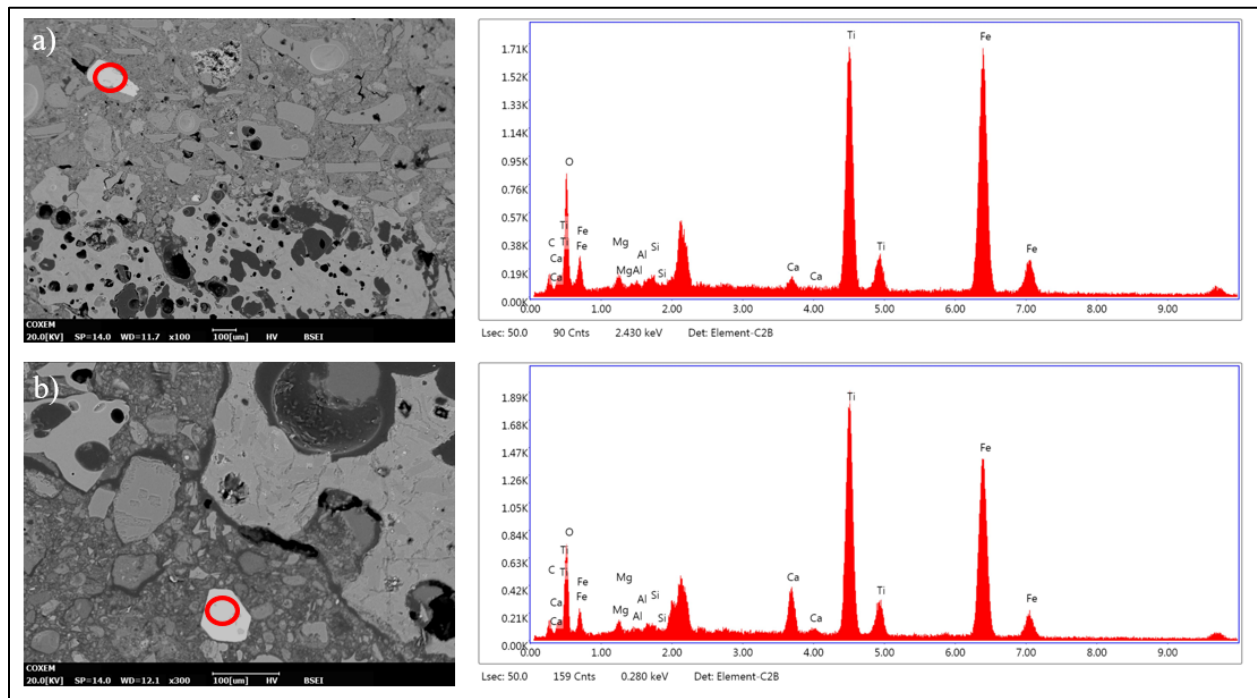 a)
COXEM
20.0[KV] SP=14.0 WD=11.7 x100 100[um] HV BSEI
1.71K
1.52K
1.33K
1.14K
0.95K
0.76K
0.57K
0.38K
0.19K
0.00K
Ti Fe
O
Ti Fe Mg Si
C Ti Fe Al Ti Fe
Ca Mg Al Si Ca Ca
Ca
0.00 1.00 2.00 3.00 4.00 5.00 6.00 7.00 8.00 9.00
Lsec: 50.0 90 Cnts 2.430 keV Det: Element-C2B
b)
COXEM
20.0[KV] SP=14.0 WD=12.1 x300 100[um] HV BSEI
1.89K
1.68K
1.47K
1.26K
1.05K
0.84K
0.63K
0.42K
0.21K
0.00K
Ti
Fe
O
Ti
C Ti Fe Mg Ca
Ca Fe Mg Al Si Ti Fe
Ca Al Si Ca
0.00 1.00 2.00 3.00 4.00 5.00 6.00 7.00 8.00 9.00
Lsec: 50.0 159 Cnts 0.280 keV Det: Element-C2B